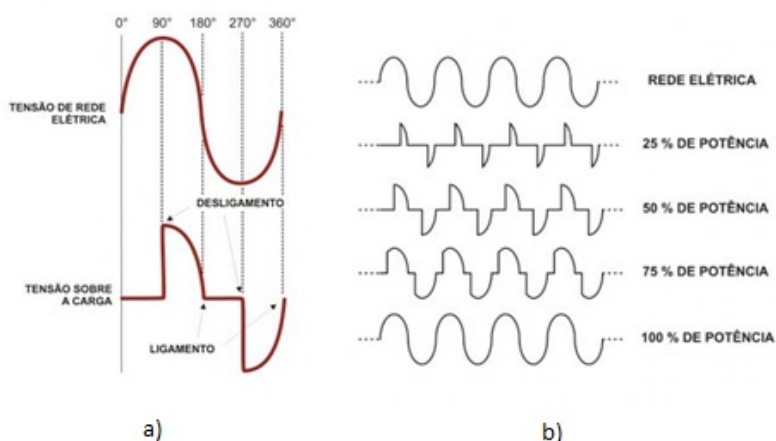 0° 90° 180° 270° 360°
TENSÃO DE REDE
ELÉTRICA
DESLIGAMENTO
TENSÃO SOBRE
A CARGA
LIGAMENTO
a)
REDE ELÉTRICA
25 % DE POTÊNCIA
50 % DE POTÊNCIA
75 % DE POTÊNCIA
100 % DE POTÊNCIA
b)